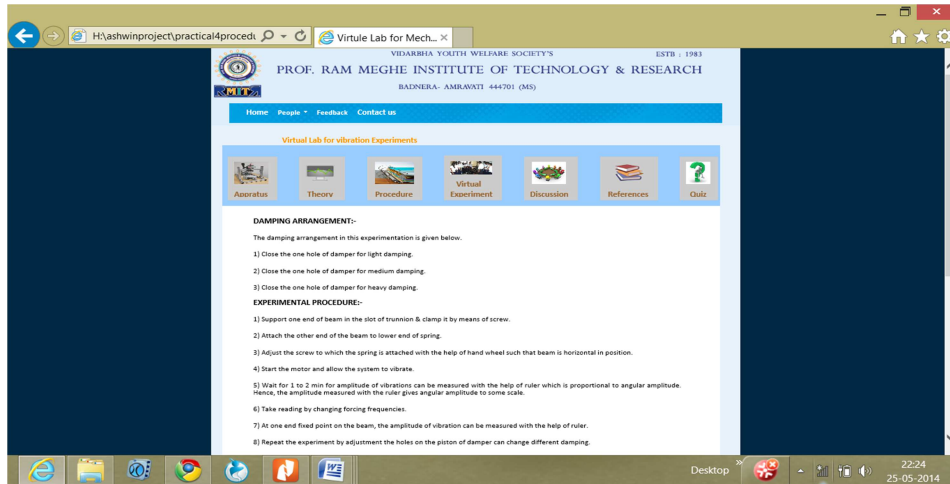 H:\ashwinproject\practical4procedu
Virtule Lab for Mech...
VIDARBHA YOUTH WELFARE SOCIETY'S
ESTB : 1983
PROF. RAM MEGHE INSTITUTE OF TECHNOLOGY & RESEARCH
BADNERA- AMRAVATI 444701 (MS)
MIT
Home People Feedback Contact us
Virtual Lab for vibration Experiments
Apparatus Theory Procedure Virtual Experiment Discussion References Quiz
DAMPING ARRANGEMENT:-
The damping arrangement in this experimentation is given below.
1) Close the one hole of damper for light damping.
2) Close the one hole of damper for medium damping.
3) Close the one hole of damper for heavy damping.
EXPERIMENTAL PROCEDURE:-
1) Support one end of beam in the slot of trunnion & clamp it by means of screw.
2) Attach the other end of the beam to lower end of spring.
3) Adjust the screw to which the spring is attached with the help of hand wheel such that beam is horizontal in position.
4) Start the motor and allow the system to vibrate.
5) Wait for 1 to 2 min for amplitude of vibrations can be measured with the help of ruler which is proportional to angular amplitude.
Hence, the amplitude measured with the ruler gives angular amplitude to some scale.
6) Take reading by changing forcing frequencies.
7) At one end fixed point on the beam, the amplitude of vibration can be measured with the help of ruler.
8) Repeat the experiment by adjustment the holes on the piston of damper can change different damping.
Desktop
22:24
25-05-2014